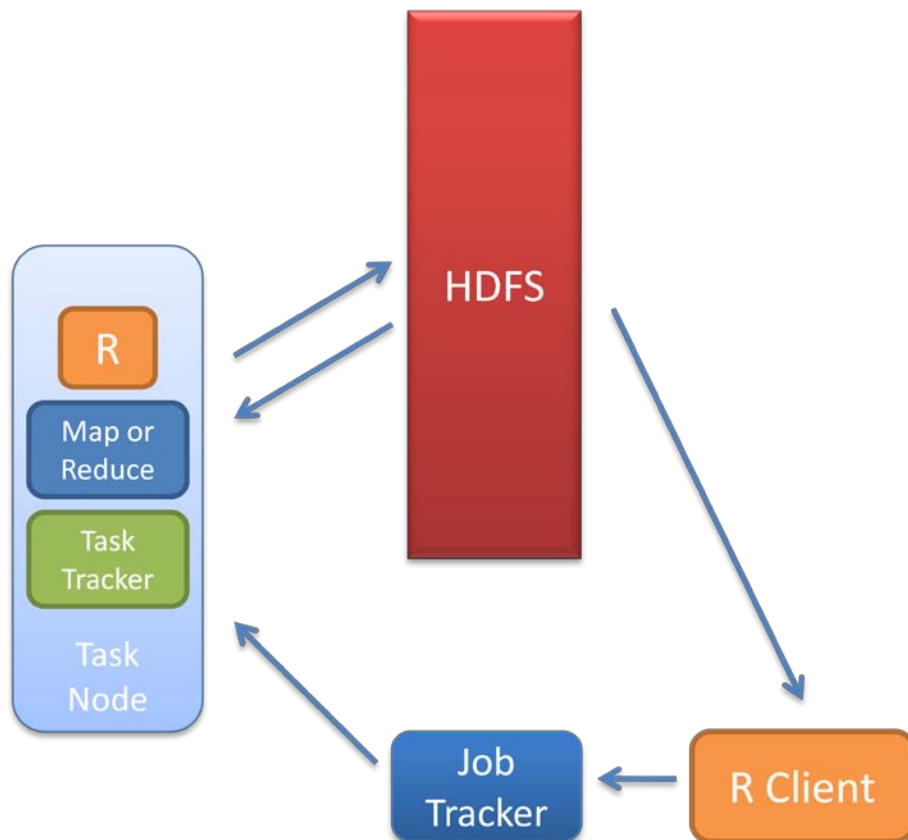 HDFS
R
Map or
Reduce
Task
Tracker
Task
Node
Job
Tracker
R Client